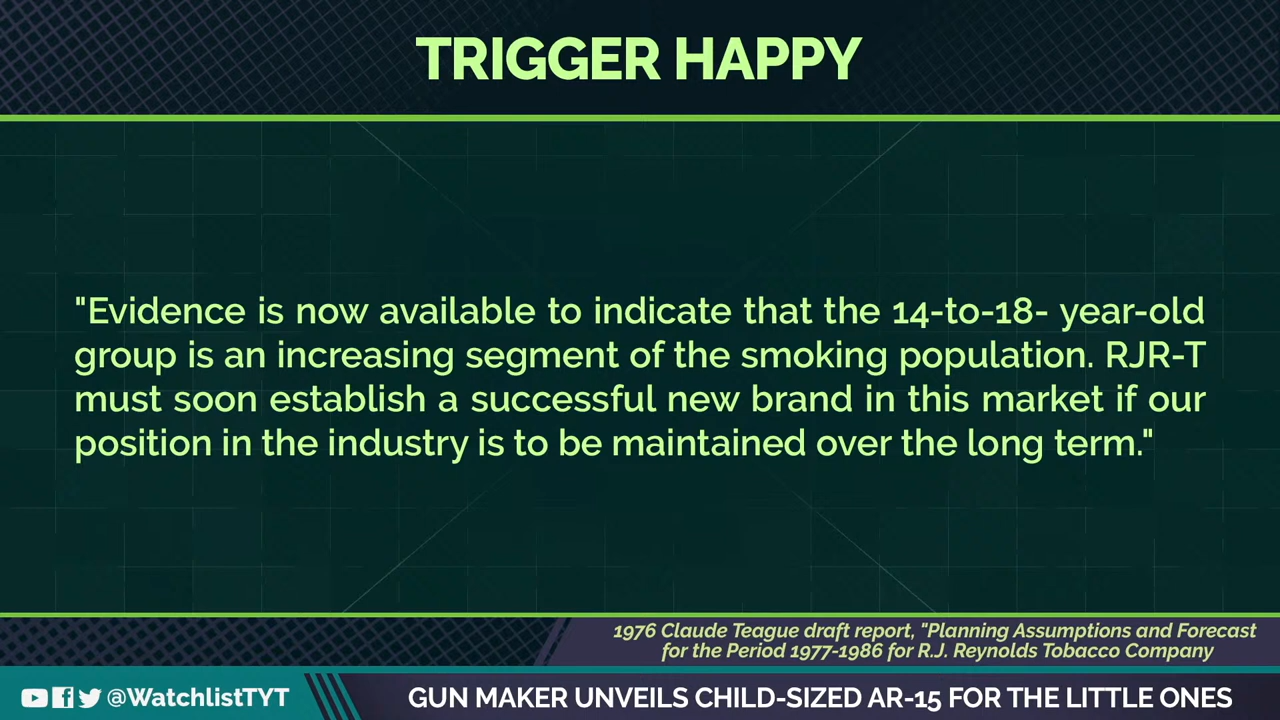 TRIGGER HAPPY
"Evidence is now available to indicate that the 14-to-18- year-old
group is an increasing segment of the smoking population. RJR-T
must soon establish a successful new brand in this market if our
position in the industry is to be maintained over the long term."
1976 Claude Teague draft report, "Planning Assumptions and Forecast
for the Period 1977-1986 for R.J. Reynolds Tobacco Company
@WatchlistTYT
GUN MAKER UNVEILS CHILD-SIZED AR-15 FOR THE LITTLE ONES